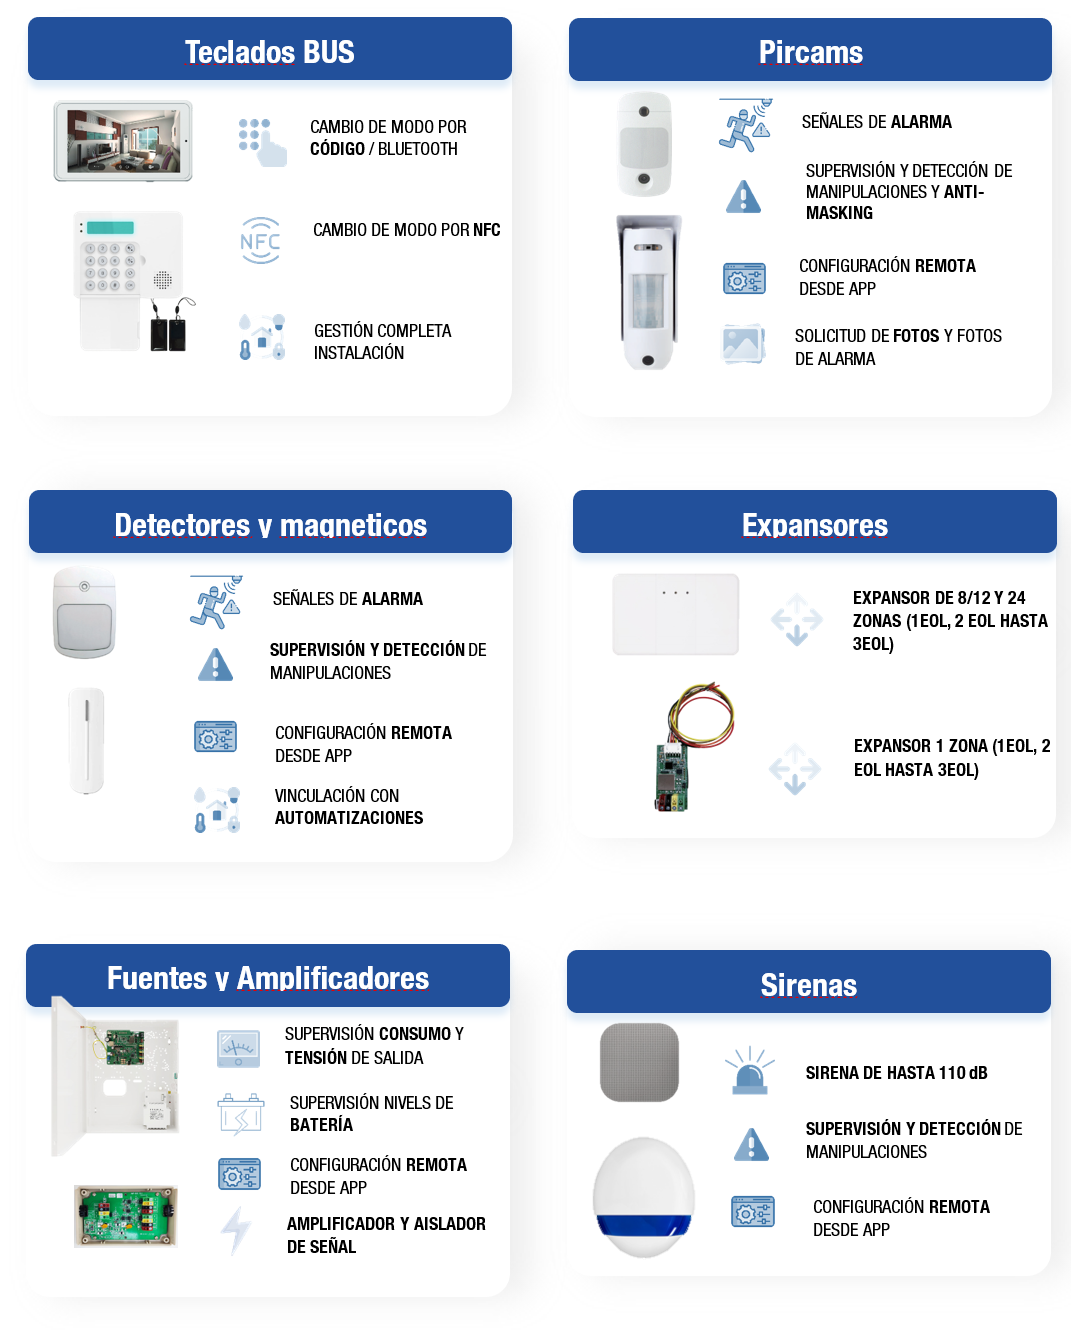 Teclados BUS
CAMBIO DE MODO POR
CÓDIGO / BLUETOOTH
NFC
CAMBIO DE MODO POR NFC
GESTIÓN COMPLETA
INSTALACIÓN
Pircams
SEÑALES DE ALARMA
SUPERVISIÓN Y DETECCIÓN DE
MANIPULACIONES Y ANTI-
MASKING
CONFIGURACIÓN REMOTA
DESDE APP
SOLICITUD DE FOTOS Y FOTOS
DE ALARMA
Detectores y magneticos
SEÑALES DE ALARMA
SUPERVISIÓN Y DETECCIÓN DE
MANIPULACIONES
CONFIGURACIÓN REMOTA
DESDE APP
VINCULACIÓN CON
AUTOMATIZACIONES
Expansores
EXPANSOR DE 8/12 Y 24
ZONAS (1EOL, 2 EOL HASTA
3EOL)
EXPANSOR 1 ZONA (1EOL, 2
EOL HASTA 3EOL)
Fuentes y Amplificadores
SUPERVISIÓN CONSUMO Y
TENSIÓN DE SALIDA
SUPERVISIÓN NIVELS DE
BATERÍA
CONFIGURACIÓN REMOTA
DESDE APP
AMPLIFICADOR Y AISLADOR
DE SEÑAL
Sirenas
SIRENA DE HASTA 110 dB
SUPERVISIÓN Y DETECCIÓN DE
MANIPULACIONES
CONFIGURACIÓN REMOTA
DESDE APP